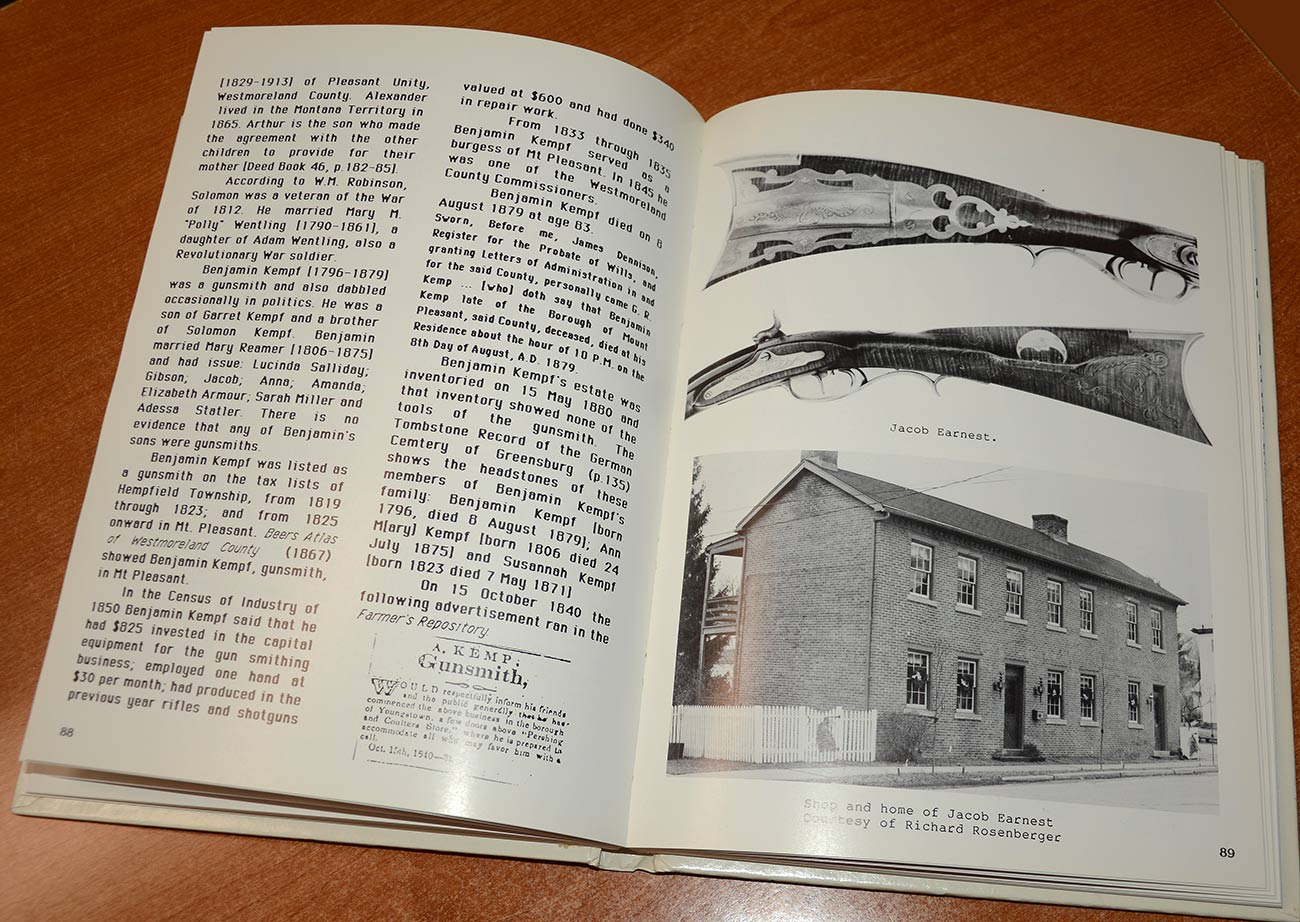 [1829-1913] of Pleasant Unity,
Westmoreland County. Alexander
lived in the Montana Territory in
1865. Arthur is the son who made
the agreement with the other
children to provide for their
mother [Deed Book 46, p.182-85].
According to W.M. Robinson,
Solomon was a veteran of the War
of 1812. He married Mary M.
"Polly" Wentling [1790-1861], a
daughter of Adam Wentling, also a
Revolutionary War soldier.
Benjamin Kempf [1796-1879]
was a gunsmith and also dabbled
occasionally in politics. He was a
son of Garret Kempf and a brother
of Solomon Kempf. Benjamin
married Mary Reamer [1806-1875]
and had issue: Lucinda Salliday;
Gibson, Jacob; Anna; Amanda;
Elizabeth Armour; Sarah Miller and
Adessa Statler. There is no
evidence that any of Benjamin's
sons were gunsmiths.
Benjamin Kempf was listed as
a gunsmith on the tax lists of
Hempfield Township, from 1819
through 1823; and from 1825
onward in Mt. Pleasant. Beers Atlas
of Westmoreland County (1867)
showed Benjamin Kempf, gunsmith,
in Mt Pleasant.
In the Census of Industry of
1850 Benjamin Kempf said that he
had $825 invested in the capital
equipment for the gun smithing
business; employed one hand at
$30 per month; had produced in the
previous year rifles and shotguns
88
valued at $600 and had done $340
in repair work.
From 1833 through 1835
Benjamin Kempf served as a
burgess of Mt Pleasant. In 1845 he
was one of the Westmoreland
County Commissioners.
Benjamin Kempf died on 8
August 1879 at age 83.
Sworn, Before me, James Dennison,
Register for the Probate of Wills, and
granting Letters of Administration in and
for the said County, personally came G. R.
Kemp ... [who] doth say that Benjamin
Kemp late of the Borough of Mount
Pleasant, said County, deceased, died at his
Residence about the hour of 10 P.M. on the
8th Day of August, A.D. 1879.
Benjamin Kempf's estate was
inventoried on 15 May 1880 and
that inventory showed none of the
tools of the gunsmith. The
Tombstone Record of the German
Cemtery of Greensburg (p.135)
shows the headstones of these
members of Benjamin Kempf's
family: Benjamin Kempf [born
1796, died 8 August 1879]; Ann
M[ary] Kempf [born 1806 died 24
July 1875] and Susannah Kempf
[born 1823 died 7 May 1871]
On 15 October 1840 the
following advertisement ran in the
Farmer's Repository
A. KEMP,
Gunsmith,
WOULD respectfully inform his friends
and the public generally that he has
commenced the above business in the borough
of Youngstown, a few doors above "Pershing
and Coulters Store," where he is prepared to
accommodate all who may favor him with a
call.
Oct. 15th, 1840—
Jacob Earnest.
Shop and home of Jacob Earnest
Courtesy of Richard Rosenberger
89